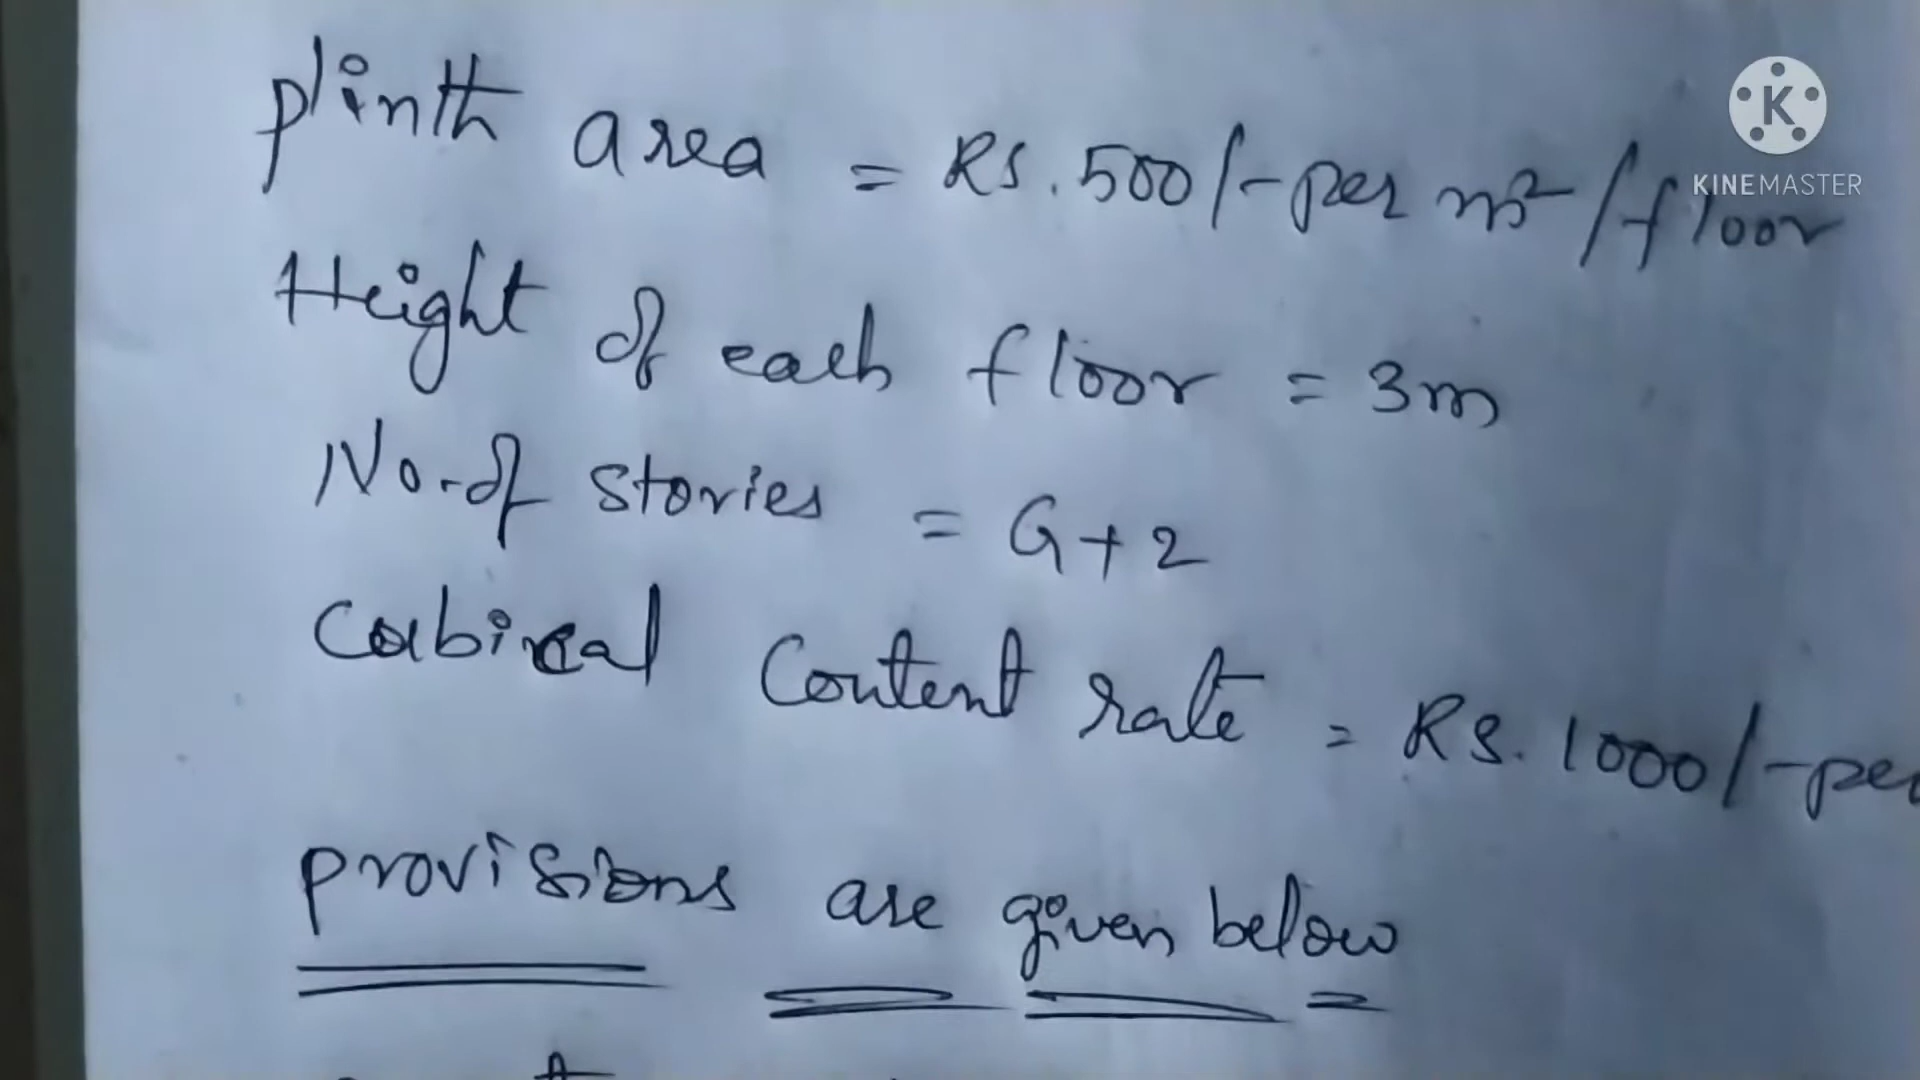 plinth area = RS. 500/- per m²/floor
Height of each floor = 3m
No. of stories = G+2
Cubical Content rate = RS. 1000/- per
provisions are given below
K
KINEMASTER